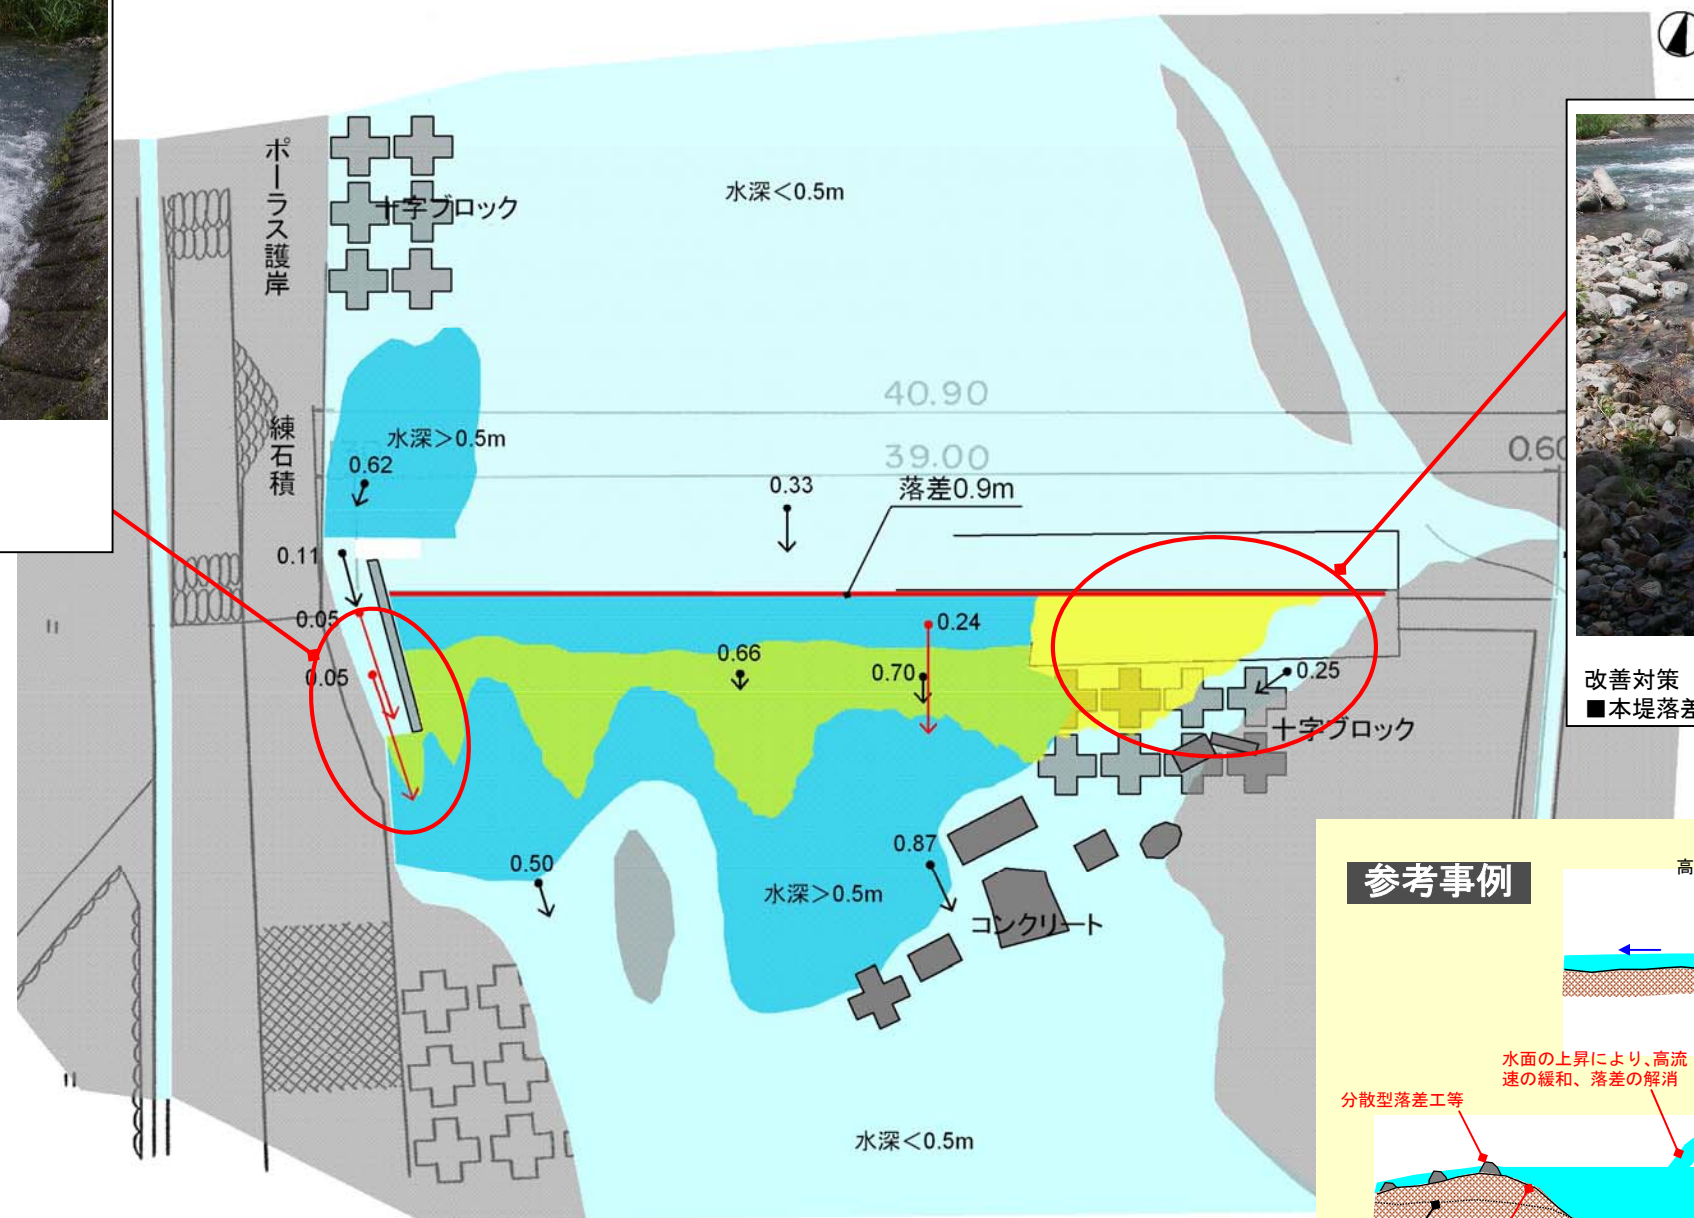 ポーラス護岸
十字ブロック
水深<0.5m
40.90
練石積
水深>0.5m
39.00
0.60
0.62
0.33
落差0.9m
0.11
0.05
0.24
0.66
0.70
0.05
0.25
改善対策
■本堤落差
十字ブロック
0.87
0.50
水深>0.5m
コンクリート
参考事例
高
水面の上昇により、高流
速の緩和、落差の解消
分散型落差工等
水深<0.5m